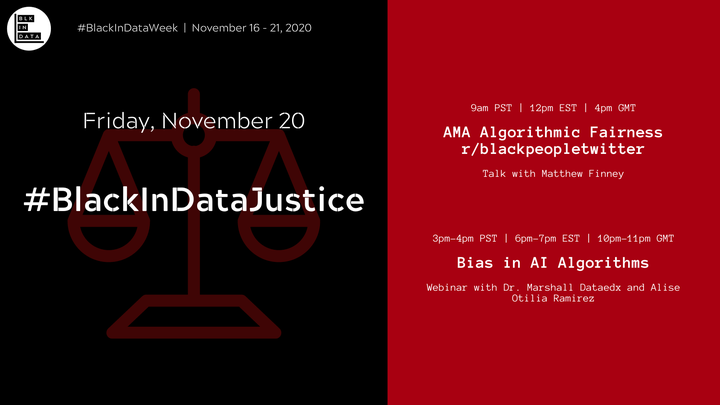 BLK
IN
DATA
#BlackInDataWeek | November 16 - 21, 2020
Friday, November 20
#BlackInDataJustice
9am PST | 12pm EST | 4pm GMT
AMA Algorithmic Fairness
r/blackpeopletwitter
Talk with Matthew Finney
3pm-4pm PST | 6pm-7pm EST | 10pm-11pm GMT
Bias in AI Algorithms
Webinar with Dr. Marshall Dataedx and Alise
Otilia Ramirez